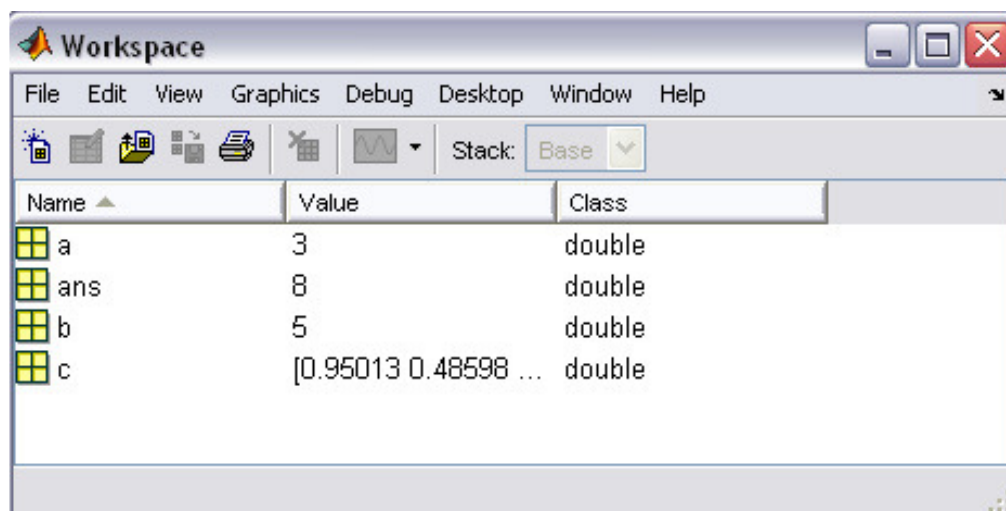 Workspace
File Edit View Graphics Debug Desktop Window Help
Stack: Base
Name Value Class
a 3 double
ans 8 double
b 5 double
c [0.95013 0.48598 ... double